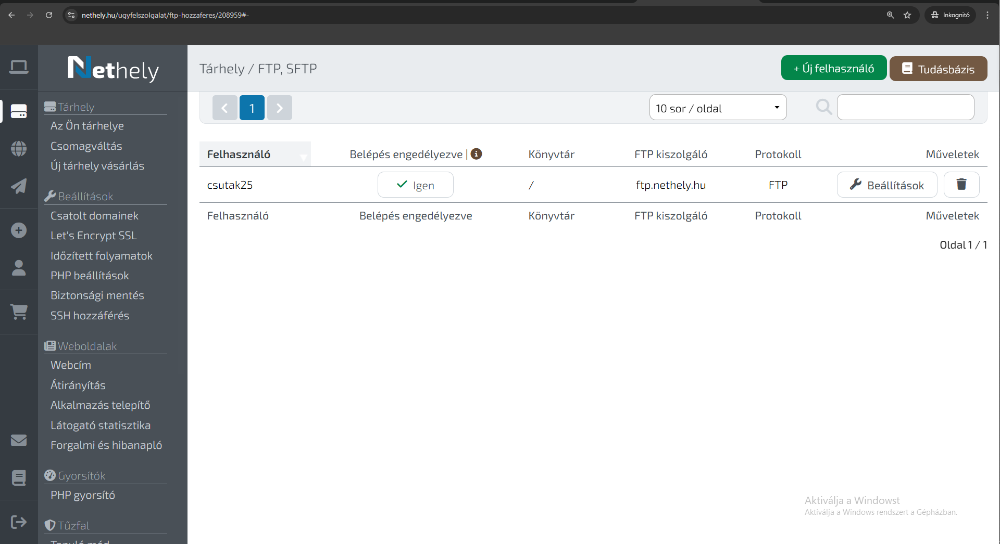 nethely.hu/ugyfelszolgalat/ftp-hozzaferes/208959#-
Inkognitó
Nethely
Tárhely / FTP, SFTP
+ Új felhasználó
Tudásbázis
1
10 sor / oldal
Tárhely
Az Ön tárhelye
Csomagváltás
Új tárhely vásárlás
Beállítások
Csatolt domainek
Let's Encrypt SSL
Időzített folyamatok
PHP beállítások
Biztonsági mentés
SSH hozzáférés
Weboldalak
Webcím
Átirányítás
Alkalmazás telepítő
Látogató statisztika
Forgalmi és hibanapló
Gyorsítók
PHP gyorsító
Tűzfal
Tanuló mód
Felhasználó Belépés engedélyezve | Könyvtár FTP kiszolgáló Protokoll Műveletek
csutak25 Igen / ftp.nethely.hu FTP Beállítások
Felhasználó Belépés engedélyezve Könyvtár FTP kiszolgáló Protokoll Műveletek
Oldal 1 / 1
Aktiválja a Windowst
Aktiválja a Windows rendszert a Gépházban.